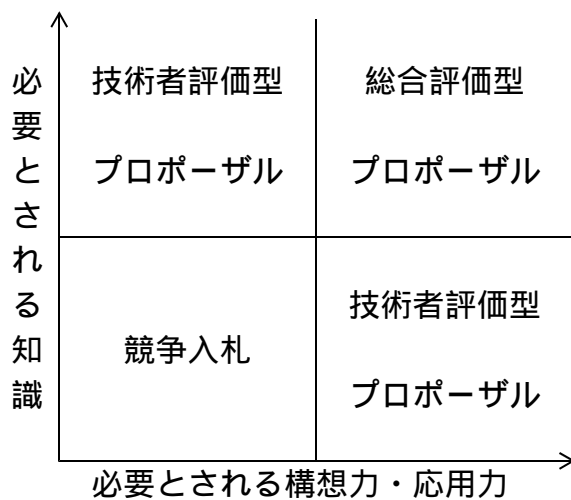 必要とされる知識
技術者評価型
プロポーザル
総合評価型
プロポーザル
競争入札
技術者評価型
プロポーザル
必要とされる構想力・応用力